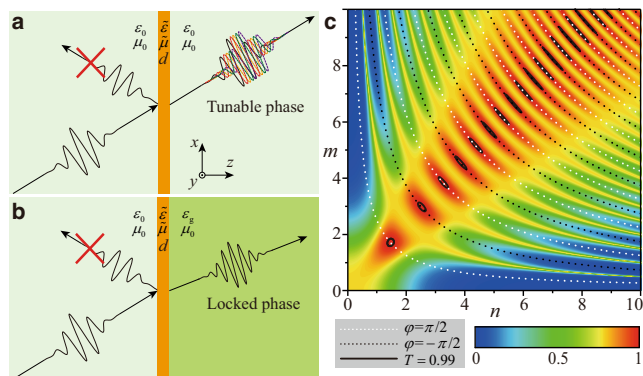 a
ε₀
μ₀
ε̃
μ̃
d
ε₀
μ₀
Tunable phase
x
y
z
b
ε₀
μ₀
ε̃
μ̃
d
ε_g
μ₀
Locked phase
c
m
8
6
4
2
0
0 2 4 6 8 10
n
φ=π/2
φ=−π/2
T = 0.99
0 0.5 1